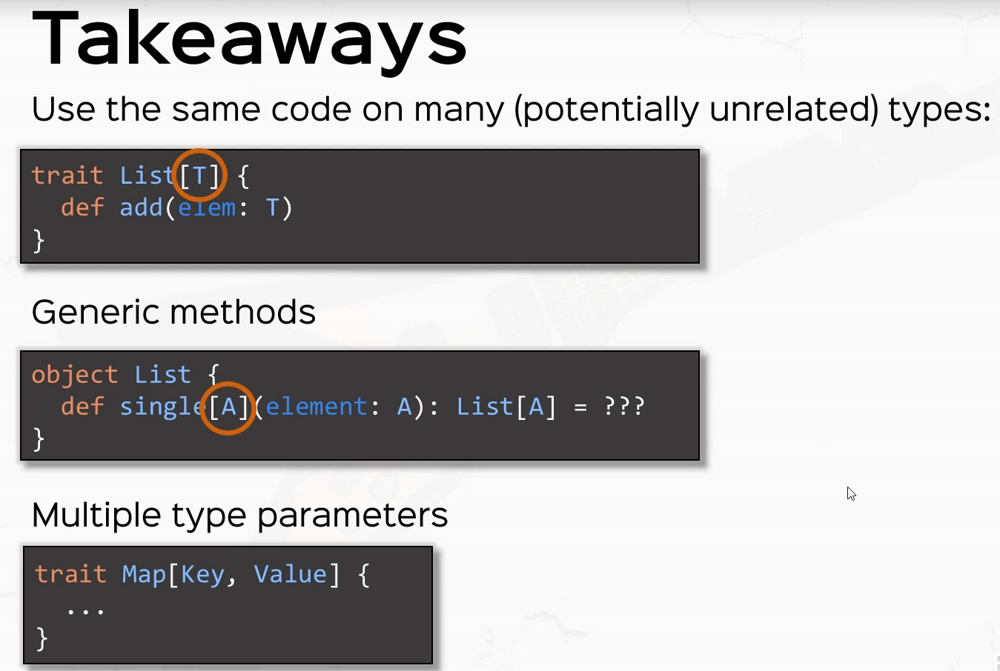 Takeaways
Use the same code on many (potentially unrelated) types:
trait List[T] {
  def add(elem: T)
}
Generic methods
object List {
  def single[A](element: A): List[A] = ???
}
Multiple type parameters
trait Map[Key, Value] {
  ...
}